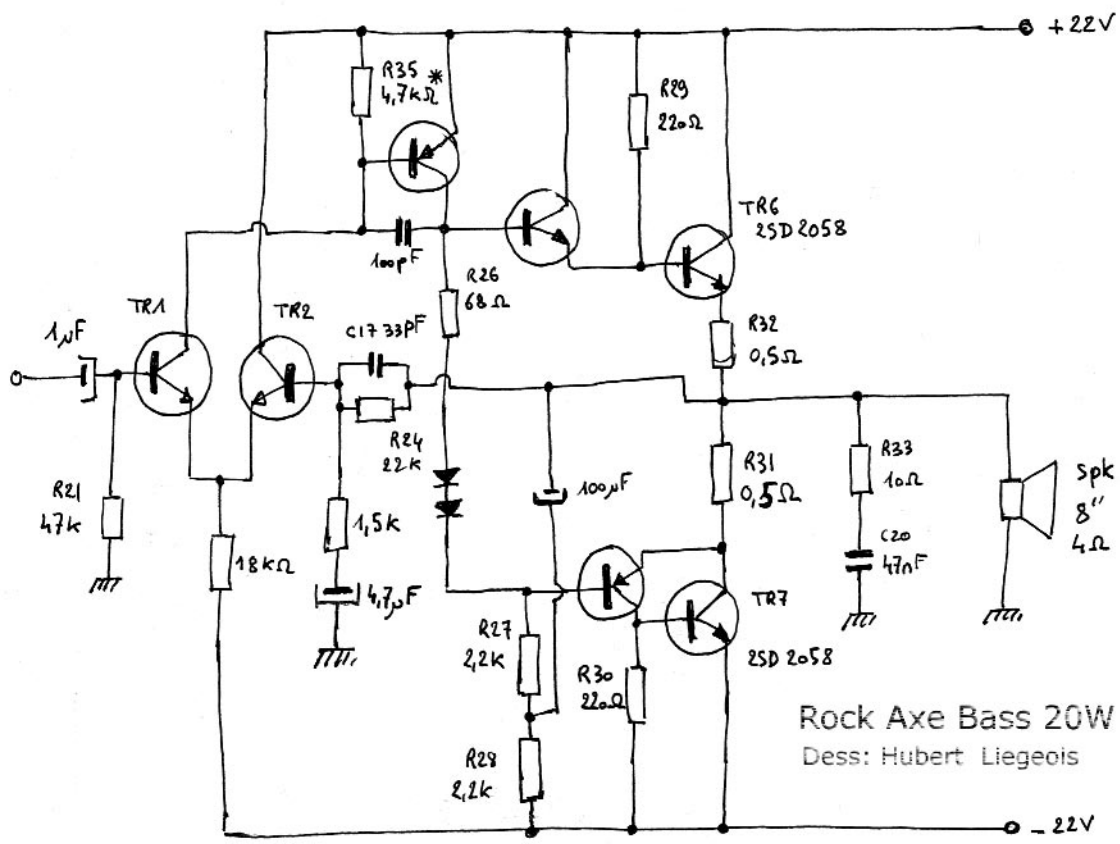 +22V
R35 *
4,7kΩ
R29
220Ω
TR6
2SD2058
100pF
R26
68Ω
TR1
TR2
1µF
C17 33pF
R32
0,5Ω
R24
22k
R31
0,5Ω
R33
10Ω
Spk
8"
4Ω
R21
47k
100µF
1,5k
C20
47nF
18kΩ
4,7µF
TR7
2SD2058
R27
2,2k
R30
220Ω
R28
2,2k
Rock Axe Bass 20W
Dess: Hubert Liegeois
-22V